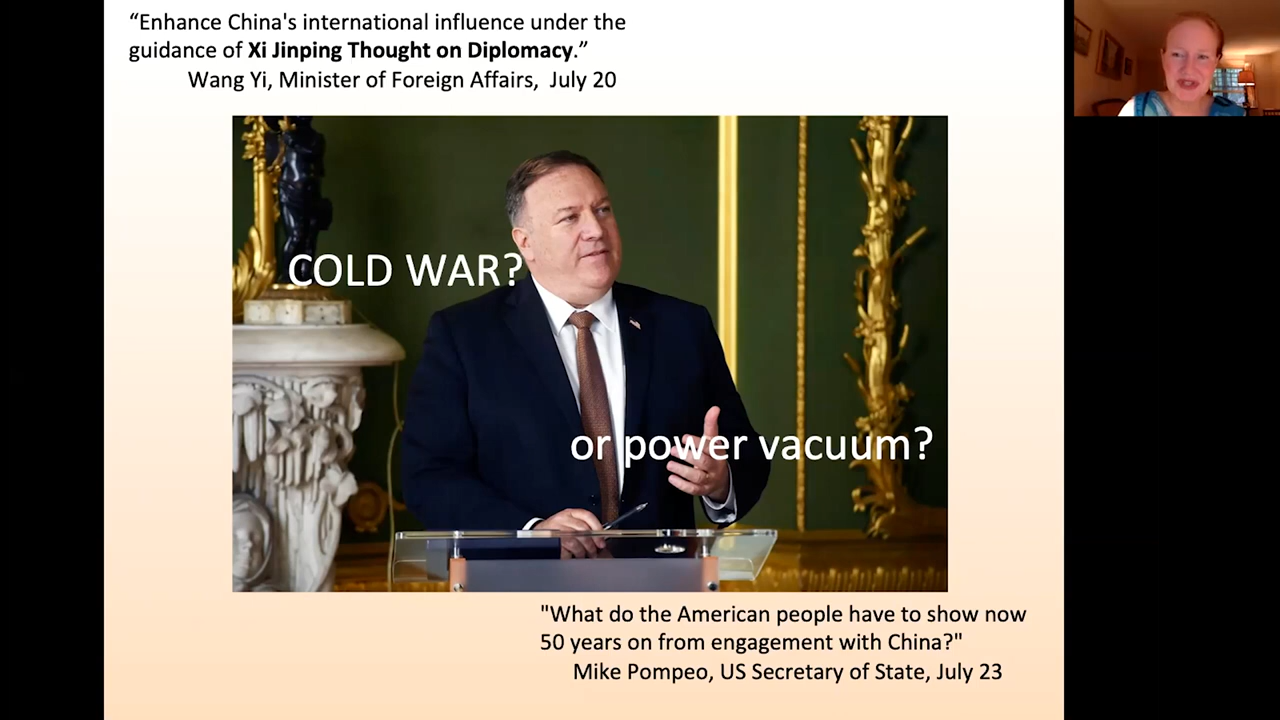 “Enhance China's international influence under the
guidance of Xi Jinping Thought on Diplomacy.”
Wang Yi, Minister of Foreign Affairs,  July 20
COLD WAR?
or power vacuum?
"What do the American people have to show now
50 years on from engagement with China?"
Mike Pompeo, US Secretary of State, July 23